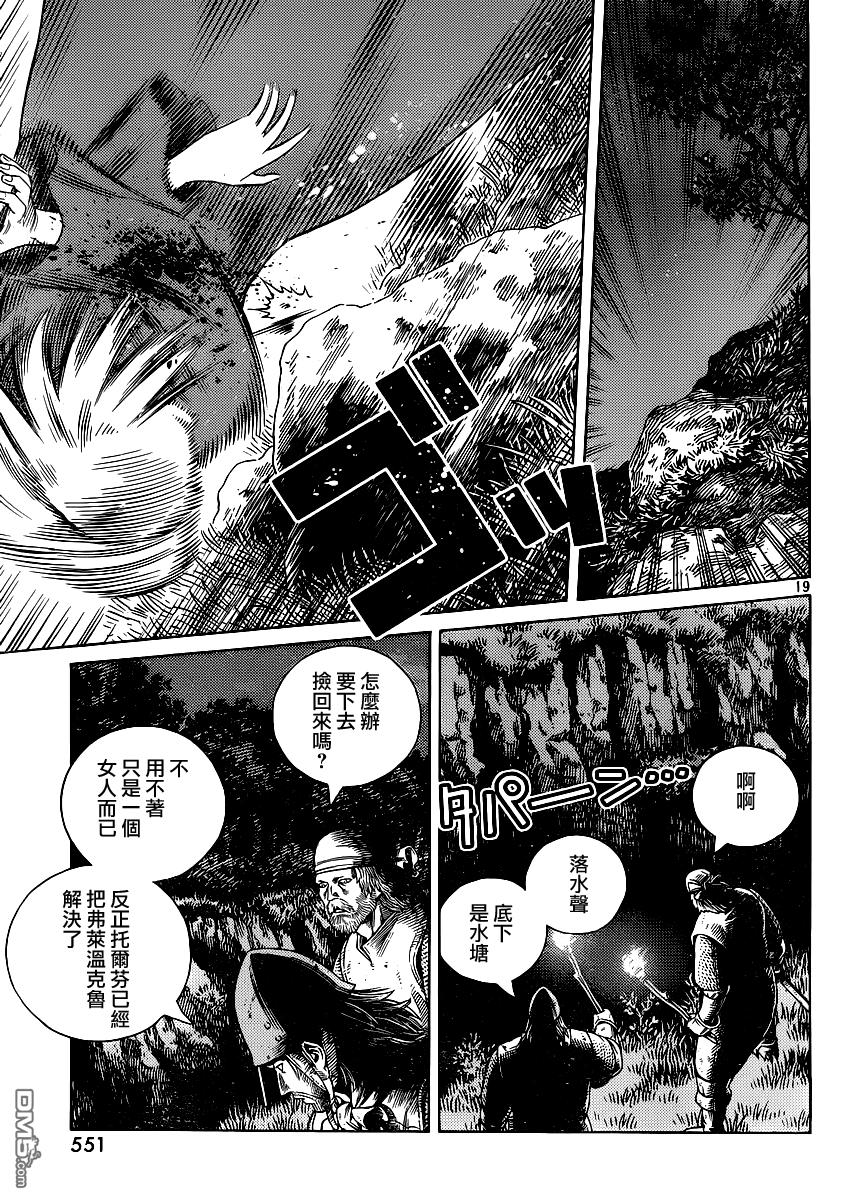 19
ゴッ
啊
啊
タパーン…
落水聲
底下
是水塘
怎麼辦
要下去
撿回來嗎？
不
用不著
只是一個
女人而已
反正托爾芬已經
把弗萊溫克魯
解決了
551
DM5.com